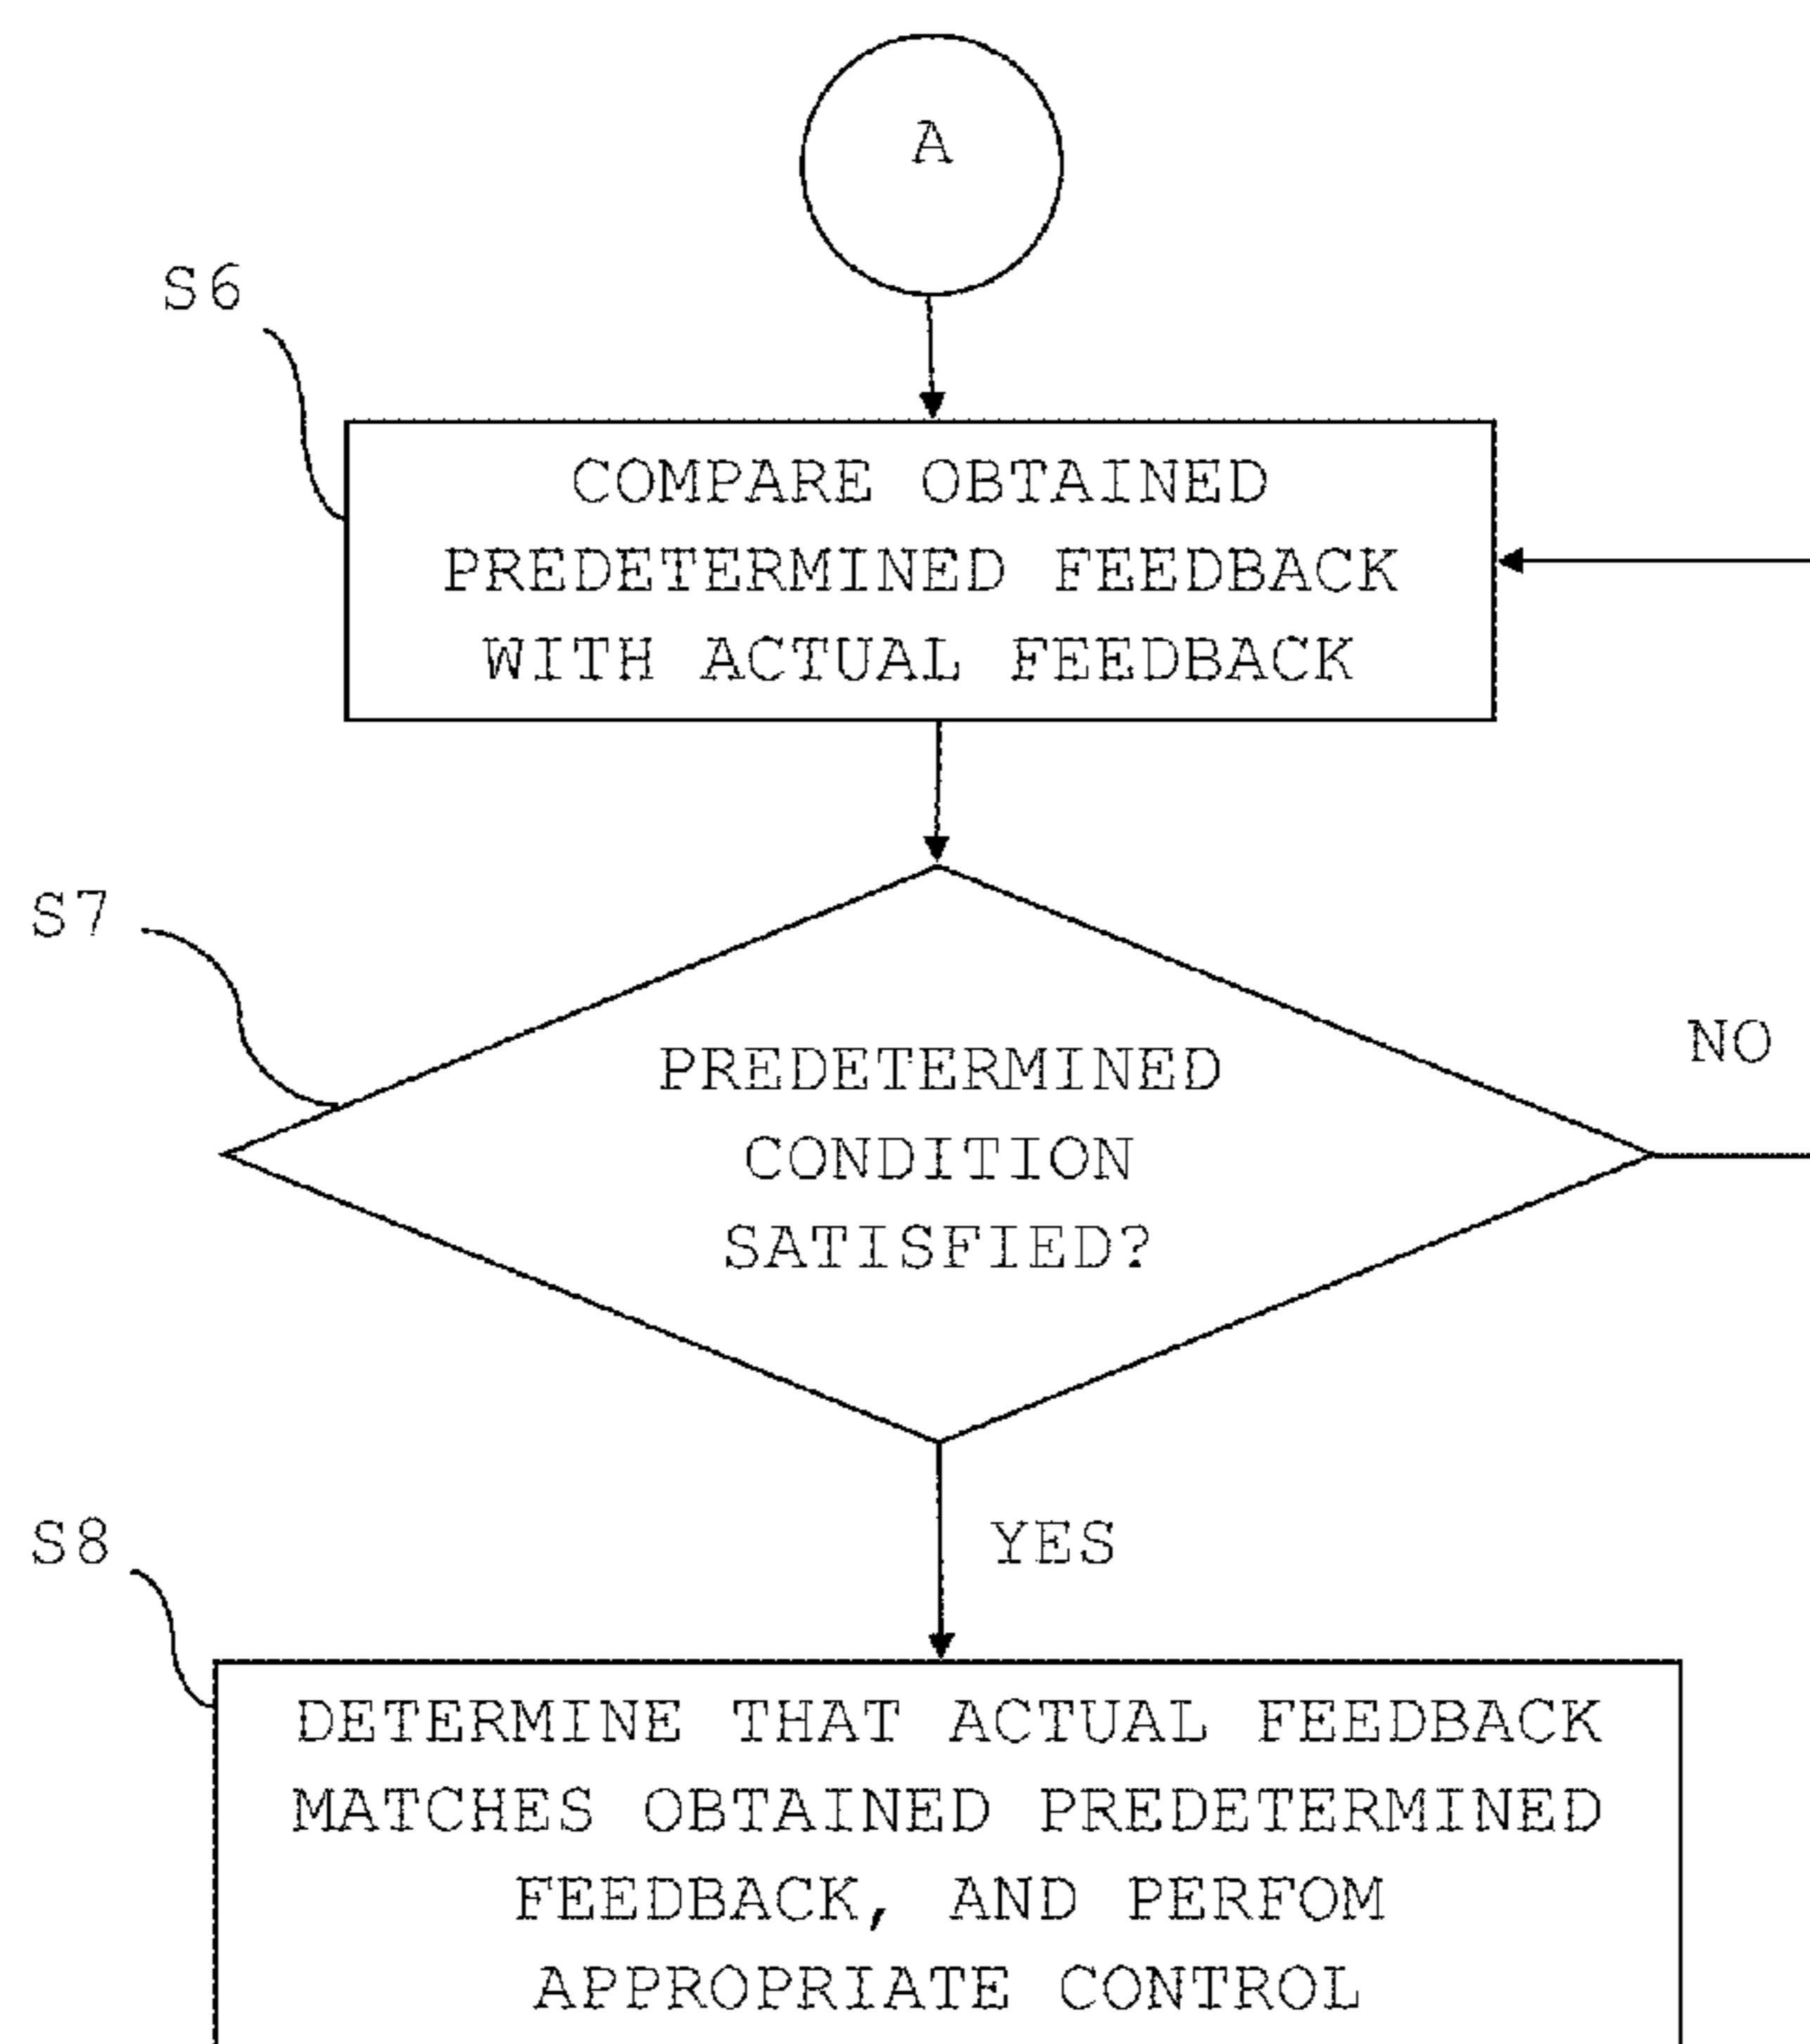 A
S6
COMPARE OBTAINED
PREDETERMINED FEEDBACK
WITH ACTUAL FEEDBACK
S7
NO
PREDETERMINED
CONDITION
SATISFIED?
S8
YES
DETERMINE THAT ACTUAL FEEDBACK
MATCHES OBTAINED PREDETERMINED
FEEDBACK, AND PERFOM
APPROPRIATE CONTROL